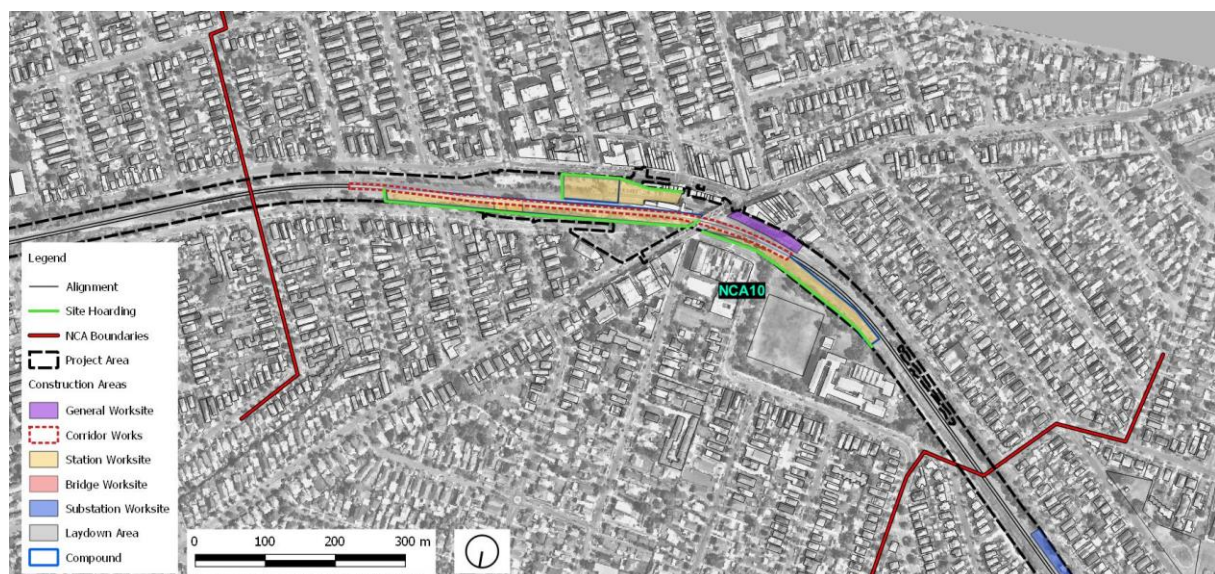 NCA10
Legend
Alignment
Site Hoarding
NCA Boundaries
Project Area
Construction Areas
General Worksite
Corridor Works
Station Worksite
Bridge Worksite
Substation Worksite
Laydown Area
Compound
0 100 200 300 m